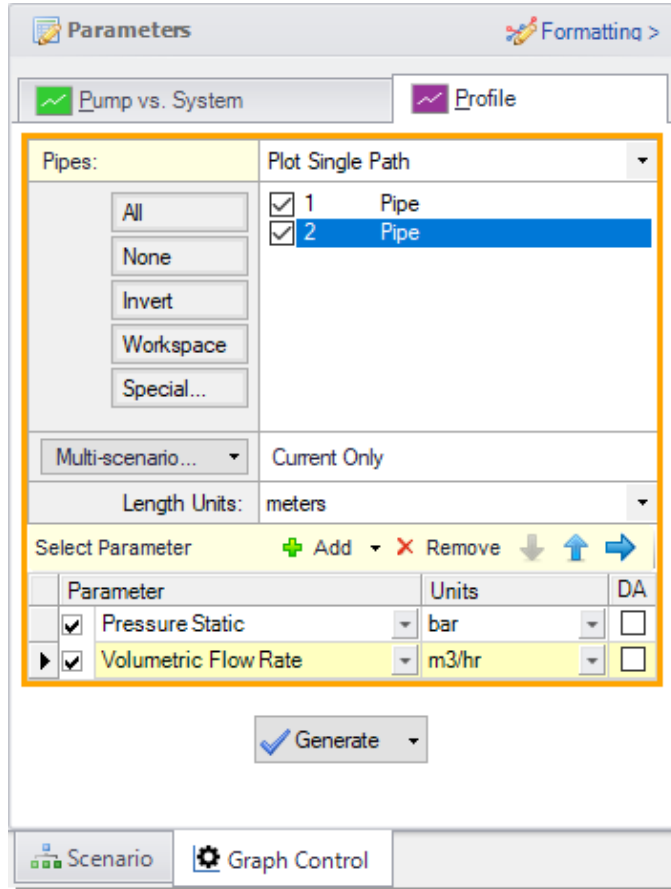 Parameters Formatting >
Pump vs. System Profile
Pipes: Plot Single Path
All
None
Invert
Workspace
Special...
1 Pipe
2 Pipe
Multi-scenario... Current Only
Length Units: meters
Select Parameter Add Remove
Parameter Units DA
Pressure Static bar
Volumetric Flow Rate m3/hr
Generate
Scenario Graph Control